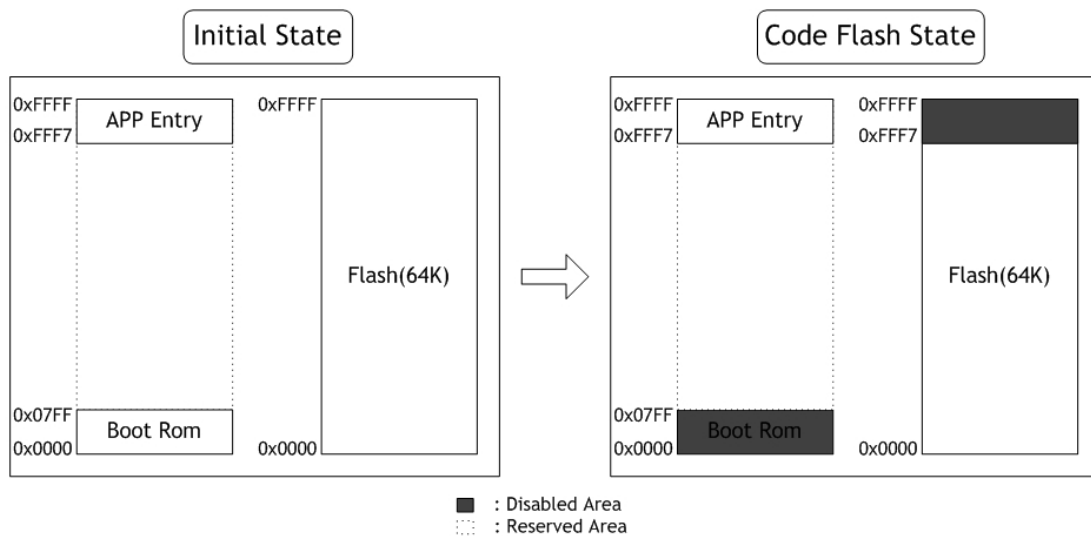 Initial State
0xFFFF
APP Entry
0xFFF7
0x07FF
Boot Rom
0x0000
0xFFFF
Flash(64K)
0x0000
Code Flash State
0xFFFF
APP Entry
0xFFF7
0x07FF
Boot Rom
0x0000
0xFFFF
0xFFF7
Flash(64K)
0x0000
: Disabled Area
: Reserved Area